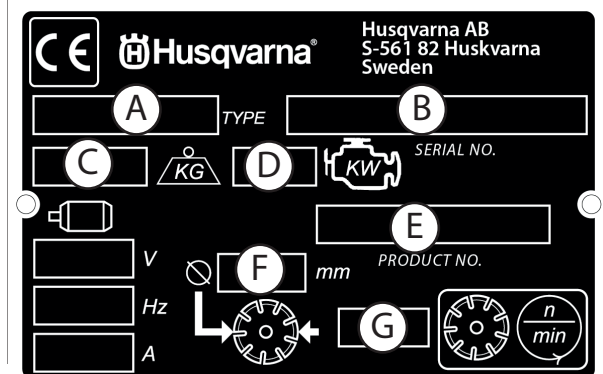 CE Husqvarna®
Husqvarna AB
S-561 82 Huskvarna
Sweden
A TYPE B
C KG D KW SERIAL NO.
E
V F mm PRODUCT NO.
Hz G n
min
A